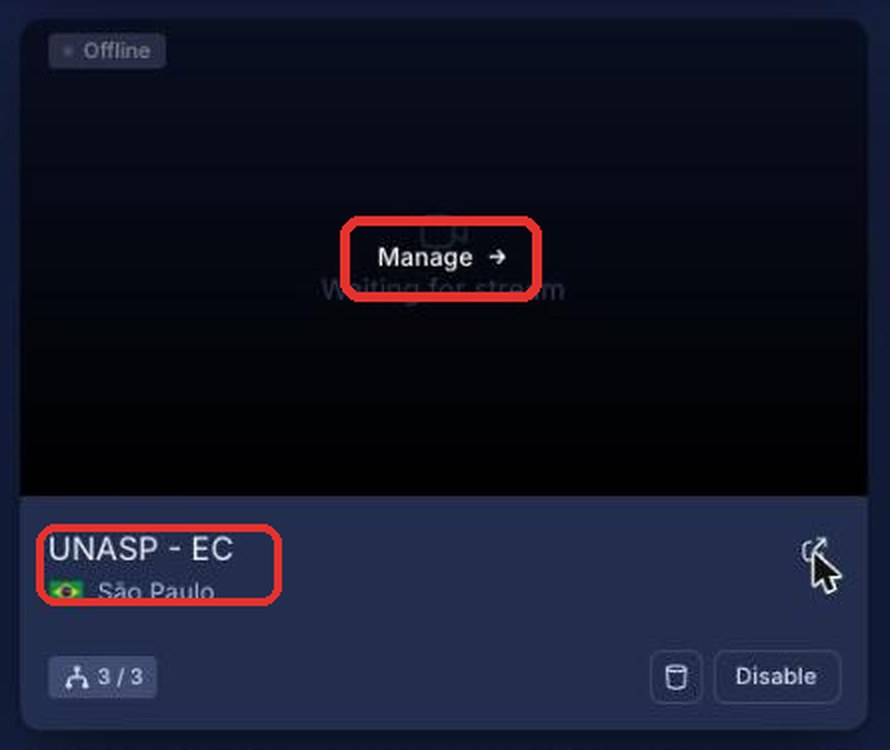 Offline
Manage →
Waiting for stream
UNASP - EC
São Paulo
3 / 3
Disable